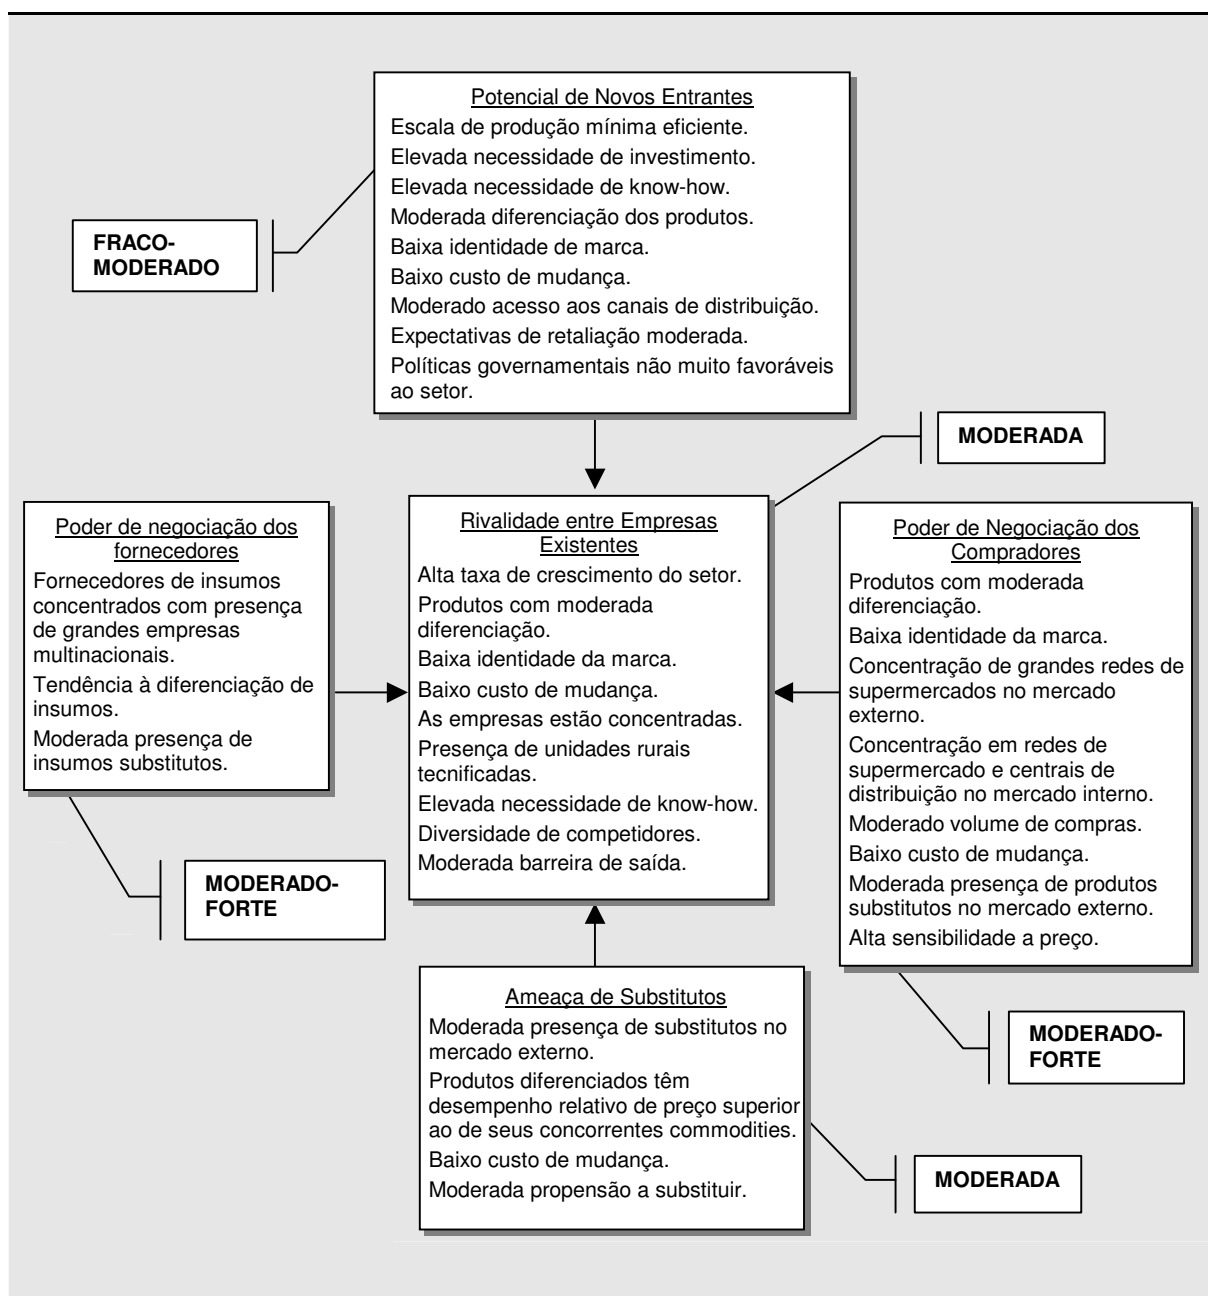 Potencial de Novos Entrantes
Escala de produção mínima eficiente.
Elevada necessidade de investimento.
Elevada necessidade de know-how.
Moderada diferenciação dos produtos.
Baixa identidade de marca.
Baixo custo de mudança.
Moderado acesso aos canais de distribuição.
Expectativas de retaliação moderada.
Políticas governamentais não muito favoráveis
ao setor.
FRACO-
MODERADO
MODERADA
Poder de negociação dos
fornecedores
Fornecedores de insumos
concentrados com presença
de grandes empresas
multinacionais.
Tendência à diferenciação de
insumos.
Moderada presença de
insumos substitutos.
MODERADO-
FORTE
Rivalidade entre Empresas
Existentes
Alta taxa de crescimento do setor.
Produtos com moderada
diferenciação.
Baixa identidade da marca.
Baixo custo de mudança.
As empresas estão concentradas.
Presença de unidades rurais
tecnificadas.
Elevada necessidade de know-how.
Diversidade de competidores.
Moderada barreira de saída.
Poder de Negociação dos
Compradores
Produtos com moderada
diferenciação.
Baixa identidade da marca.
Concentração de grandes redes de
supermercados no mercado
externo.
Concentração em redes de
supermercado e centrais de
distribuição no mercado interno.
Moderado volume de compras.
Baixo custo de mudança.
Moderada presença de produtos
substitutos no mercado externo.
Alta sensibilidade a preço.
MODERADO-
FORTE
Ameaça de Substitutos
Moderada presença de substitutos no
mercado externo.
Produtos diferenciados têm
desempenho relativo de preço superior
ao de seus concorrentes commodities.
Baixo custo de mudança.
Moderada propensão a substituir.
MODERADA